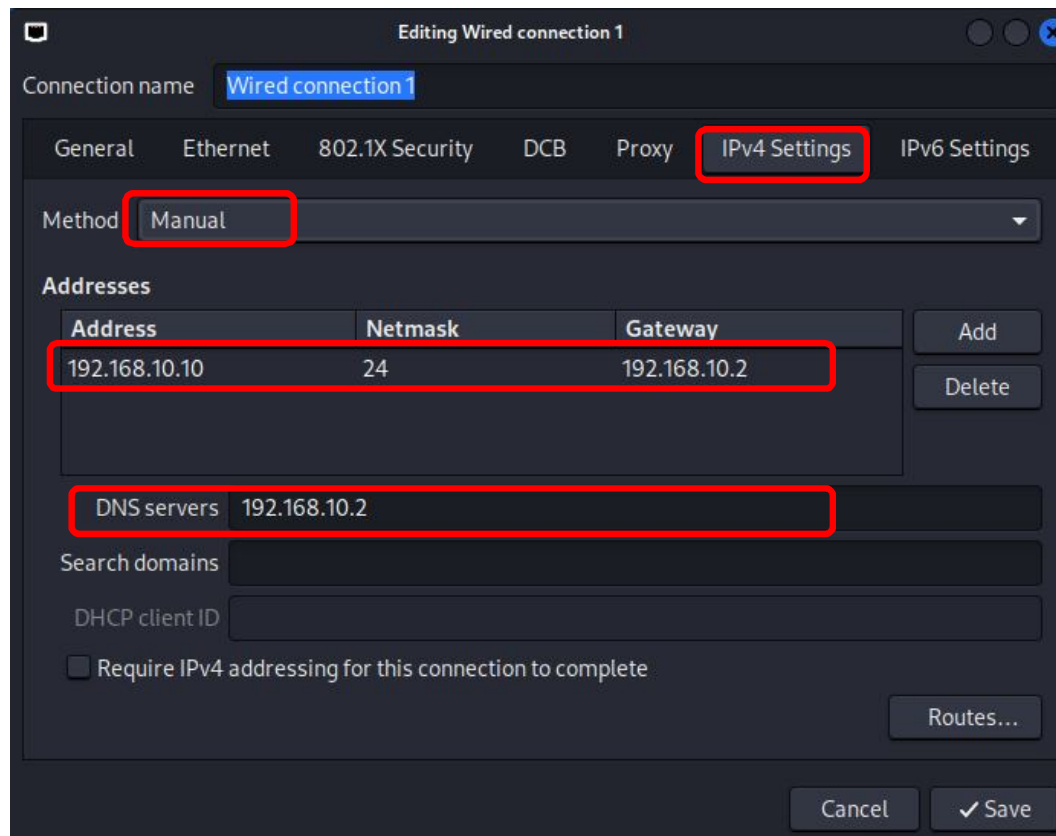 Editing Wired connection 1
Connection name Wired connection 1
General Ethernet 802.1X Security DCB Proxy IPv4 Settings IPv6 Settings
Method Manual
Addresses
Address Netmask Gateway Add
192.168.10.10 24 192.168.10.2
Delete
DNS servers 192.168.10.2
Search domains
DHCP client ID
Require IPv4 addressing for this connection to complete
Routes...
Cancel Save